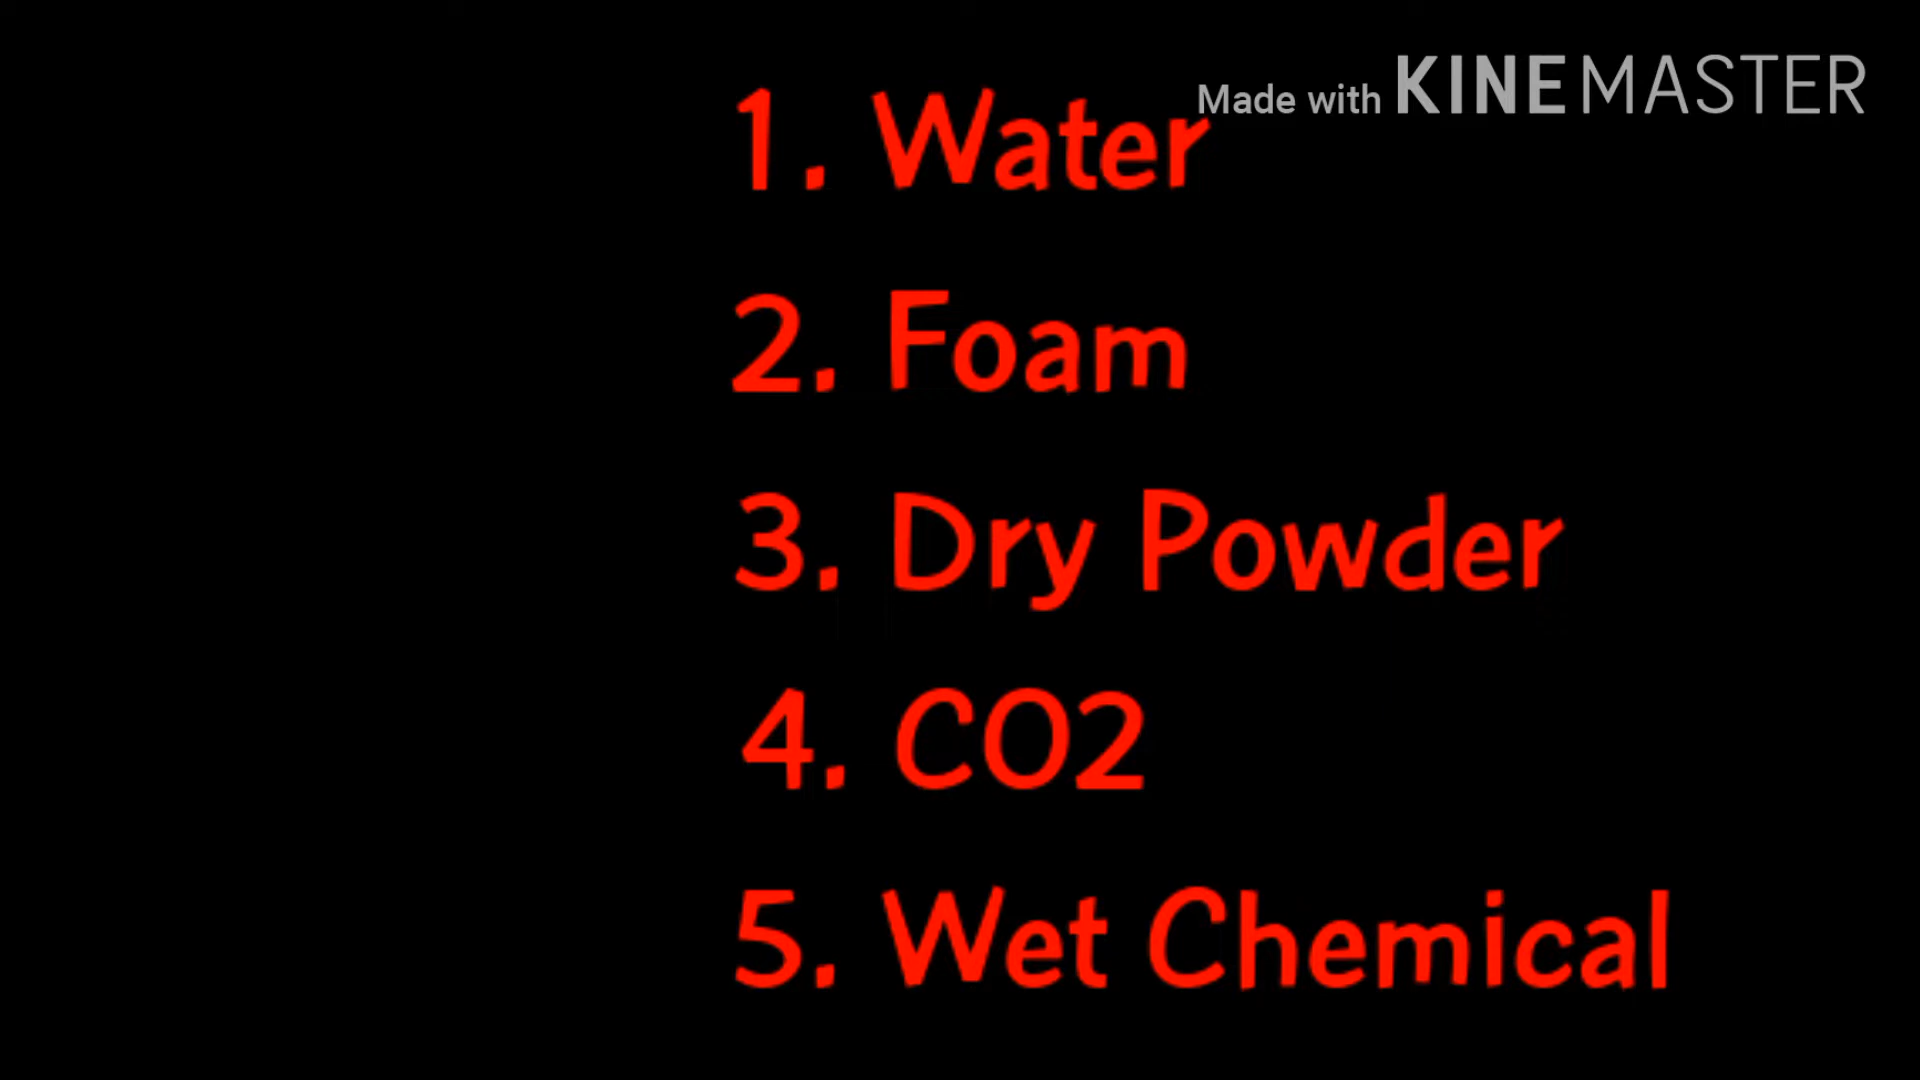 Made with KINEMASTER
1. Water
2. Foam
3. Dry Powder
4. CO2
5. Wet Chemical